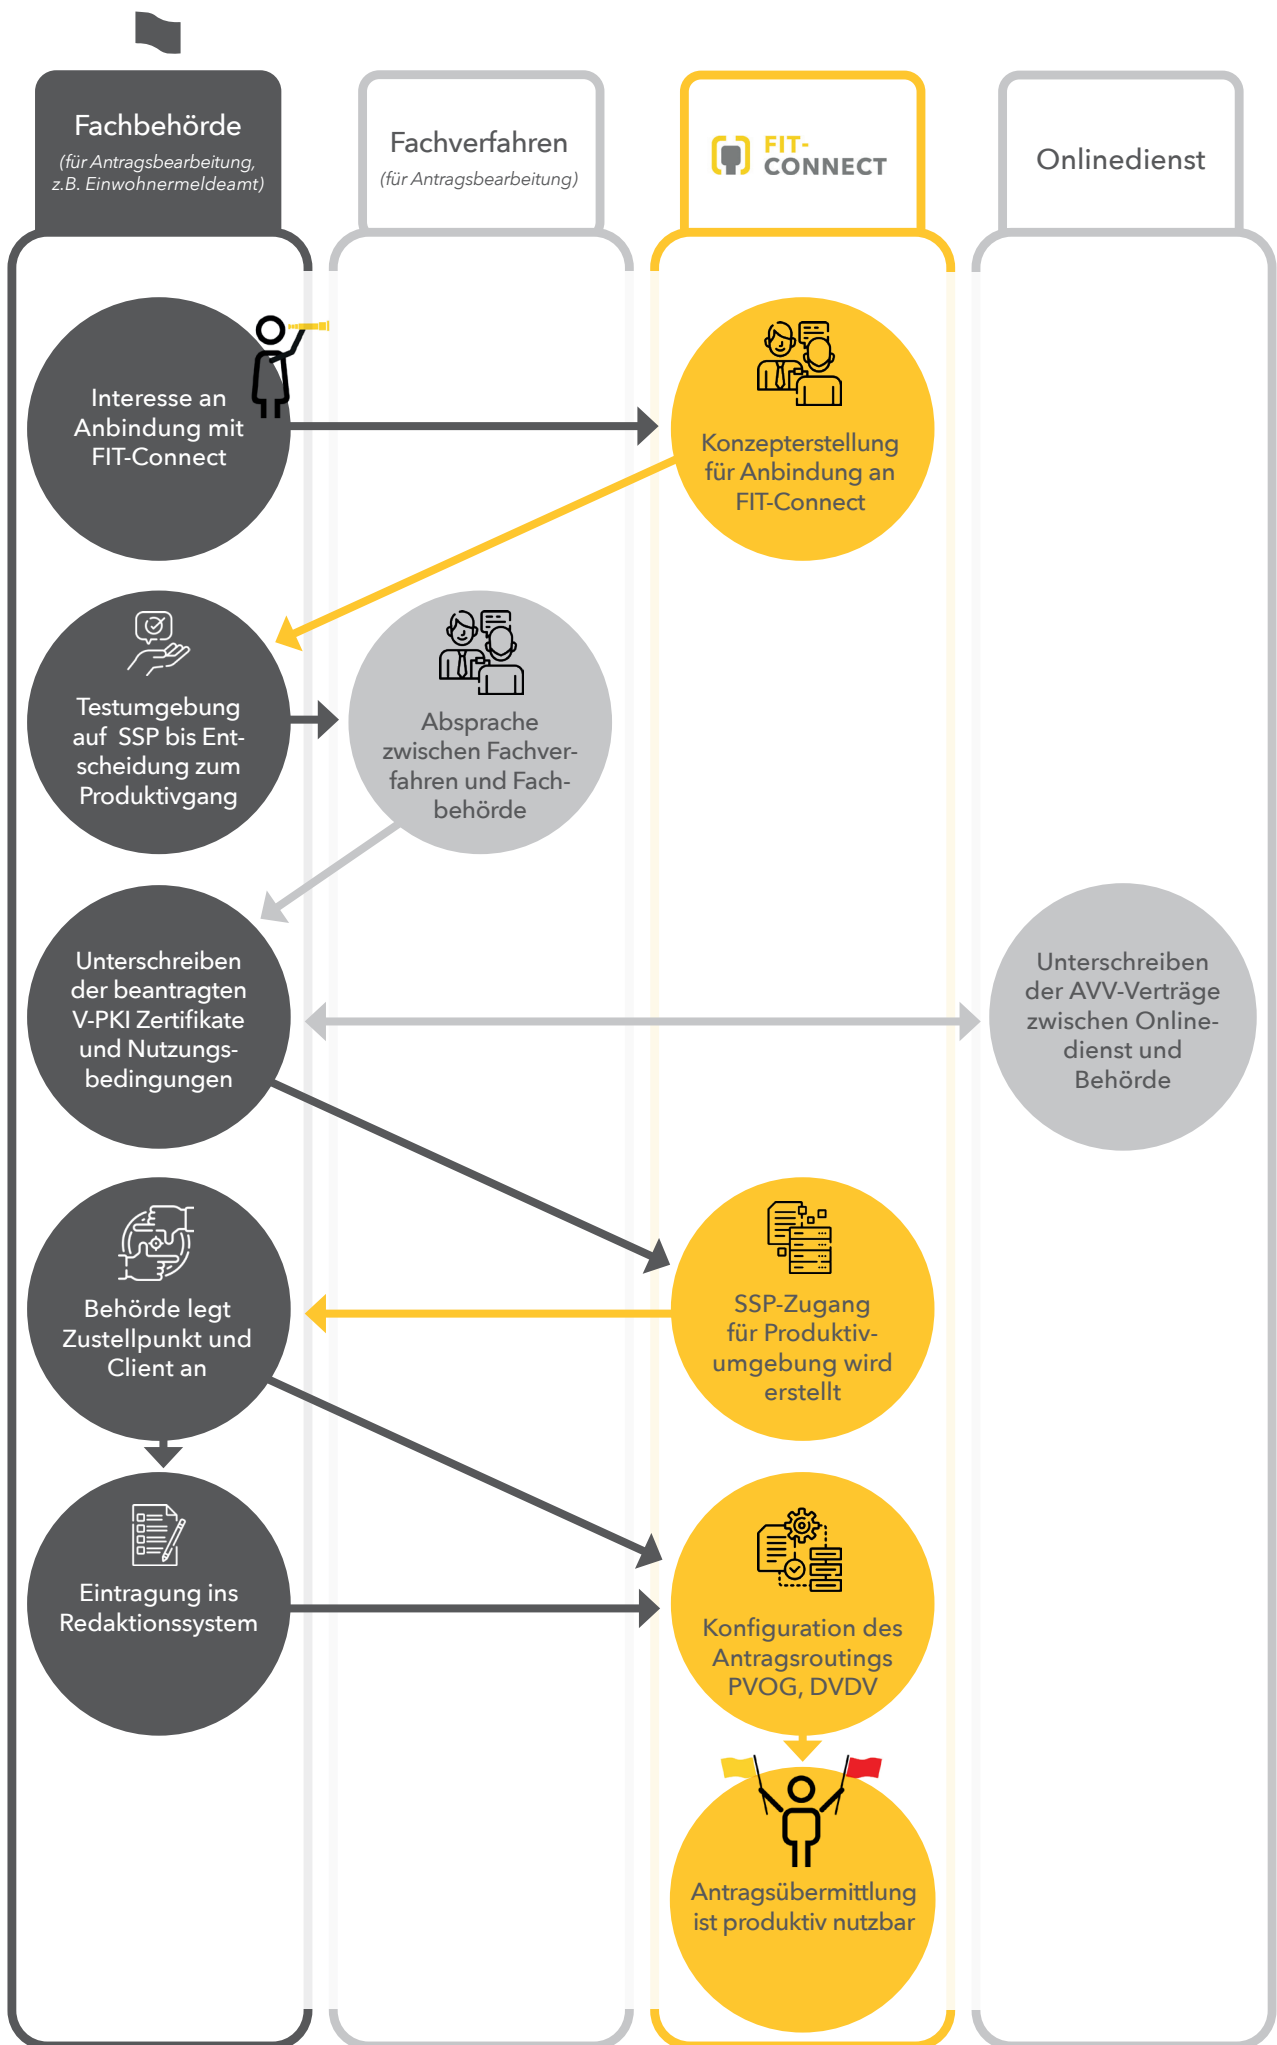 Fachbehörde
(für Antragsbearbeitung,
z.B. Einwohnermeldeamt)
Fachverfahren
(für Antragsbearbeitung)
FIT-
CONNECT
Onlinedienst
Interesse an
Anbindung mit
FIT-Connect
Konzepterstellung
für Anbindung an
FIT-Connect
Testumgebung
auf SSP bis Ent-
scheidung zum
Produktivgang
Absprache
zwischen Fachver-
fahren und Fach-
behörde
Unterschreiben
der beantragten
V-PKI Zertifikate
und Nutzungs-
bedingungen
Unterschreiben
der AVV-Verträge
zwischen Online-
dienst und
Behörde
Behörde legt
Zustellpunkt und
Client an
SSP-Zugang
für Produktiv-
umgebung wird
erstellt
Eintragung ins
Redaktionssystem
Konfiguration des
Antragsroutings
PVOG, DVDV
Antragsübermittlung
ist produktiv nutzbar